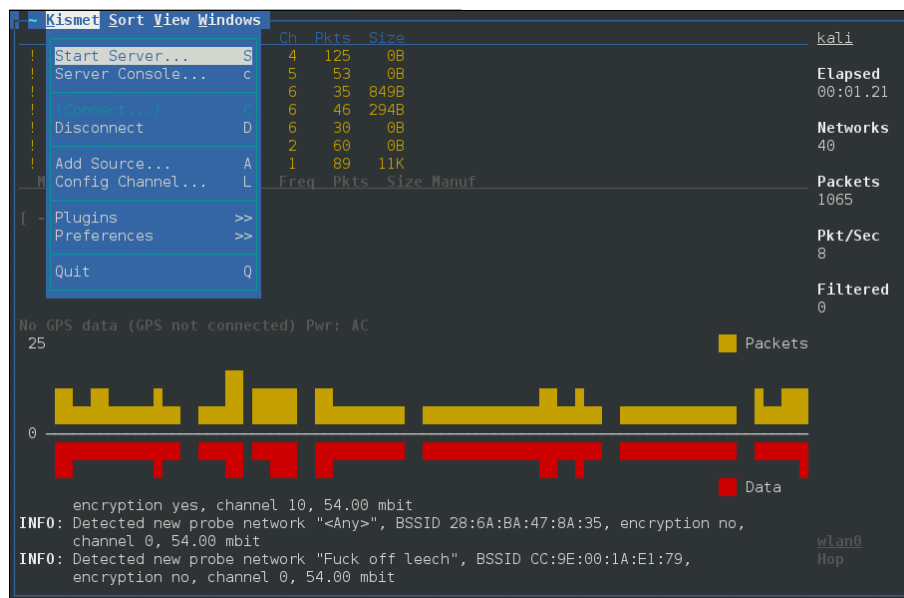 ~ Kismet Sort View Windows
Ch Pkts Size
kali
! Start Server... S 4 125 0B
! Server Console... c 5 53 0B
Elapsed
! 6 35 849B
00:01.21
! (Connect...) C 6 46 294B
! Disconnect D 6 30 0B
Networks
! 2 60 0B
40
! Add Source... A 1 89 11K
M Config Channel... L Freq Pkts Size Manuf
Packets
1065
[ - Plugins >>
Preferences >>
Pkt/Sec
8
Quit Q
Filtered
0
No GPS data (GPS not connected) Pwr: AC
25
Packets
0
Data
encryption yes, channel 10, 54.00 mbit
INFO: Detected new probe network "<Any>", BSSID 28:6A:BA:47:8A:35, encryption no,
channel 0, 54.00 mbit
wlan0
INFO: Detected new probe network "Fuck off leech", BSSID CC:9E:00:1A:E1:79,
Hop
encryption no, channel 0, 54.00 mbit